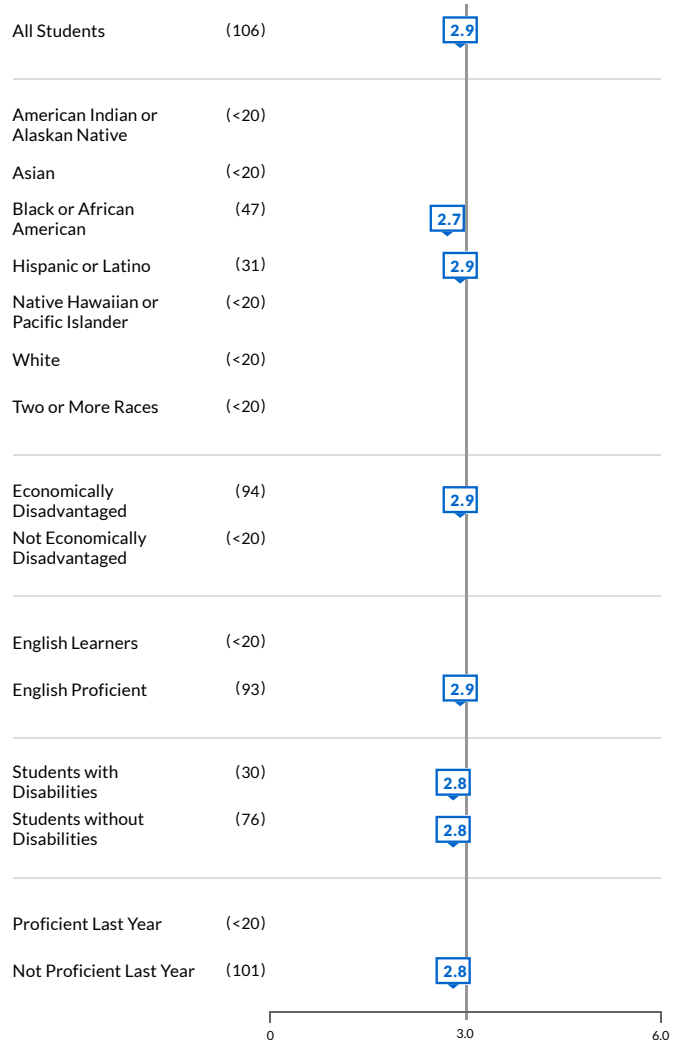 All Students (106) 2.9
American Indian or (<20)
Alaskan Native
Asian (<20)
Black or African (47) 2.7
American
Hispanic or Latino (31) 2.9
Native Hawaiian or (<20)
Pacific Islander
White (<20)
Two or More Races (<20)
Economically (94) 2.9
Disadvantaged
Not Economically (<20)
Disadvantaged
English Learners (<20)
English Proficient (93) 2.9
Students with (30) 2.8
Disabilities
Students without (76) 2.8
Disabilities
Proficient Last Year (<20)
Not Proficient Last Year (101) 2.8
0 3.0 6.0